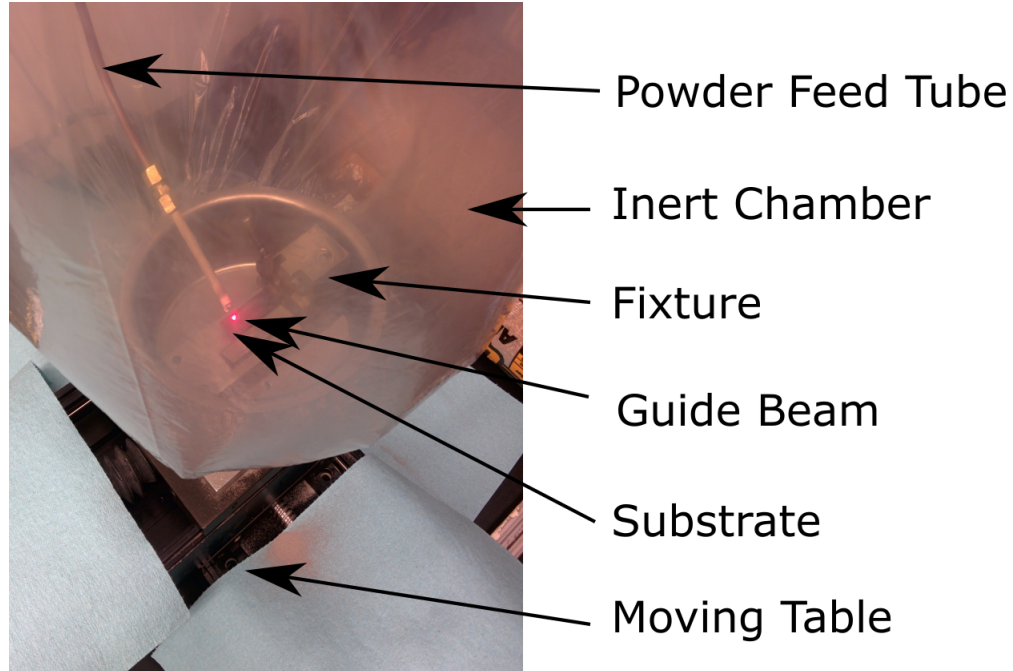 Powder Feed Tube
Inert Chamber
Fixture
Guide Beam
Substrate
Moving Table